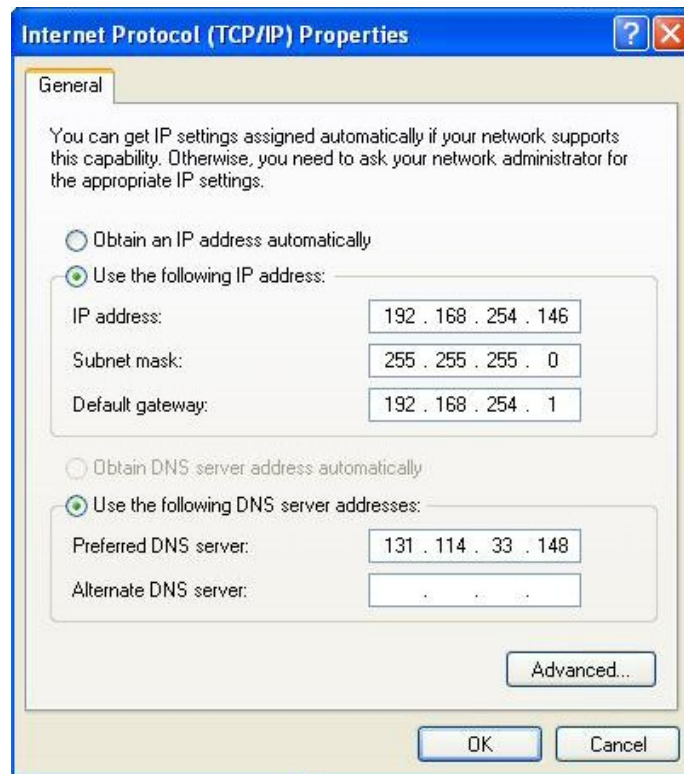 Internet Protocol (TCP/IP) Properties
General
You can get IP settings assigned automatically if your network supports
this capability. Otherwise, you need to ask your network administrator for
the appropriate IP settings.
Obtain an IP address automatically
Use the following IP address:
IP address: 192 . 168 . 254 . 146
Subnet mask: 255 . 255 . 255 . 0
Default gateway: 192 . 168 . 254 . 1
Obtain DNS server address automatically
Use the following DNS server addresses:
Preferred DNS server: 131 . 114 . 33 . 148
Alternate DNS server: . . .
Advanced...
OK Cancel